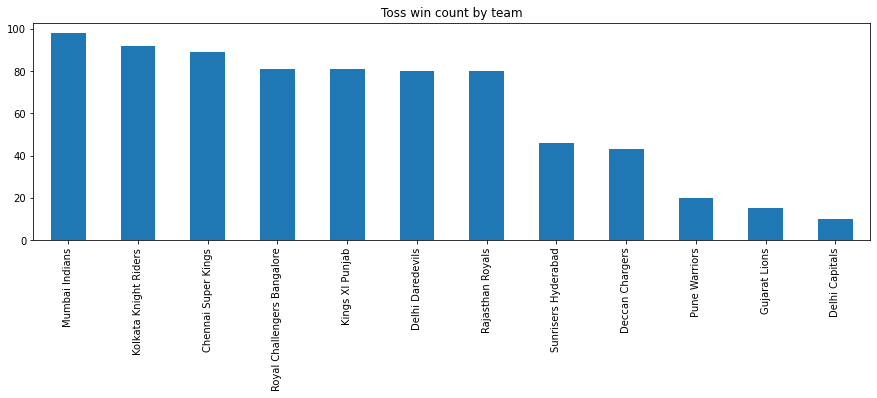 Toss win count by team
100
80
60
40
20
0
Mumbai Indians
Kolkata Knight Riders
Chennai Super Kings
Royal Challengers Bangalore
Kings XI Punjab
Delhi Daredevils
Rajasthan Royals
Sunrisers Hyderabad
Deccan Chargers
Pune Warriors
Gujarat Lions
Delhi Capitals